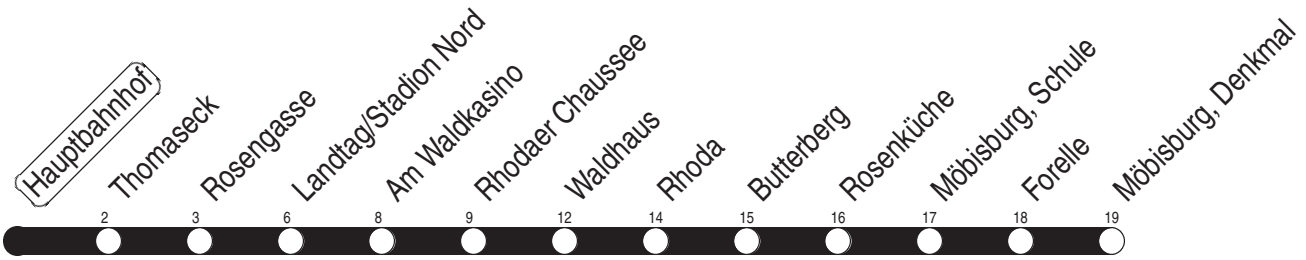 Hauptbahnhof
Thomaseck
Rosengasse
Landtag/Stadion Nord
Am Waldkasino
Rhodaer Chaussee
Waldhaus
Rhoda
Butterberg
Rosenküche
Möbisburg, Schule
Forelle
Möbisburg, Denkmal
2 3 6 8 9 12 14 15 16 17 18 19